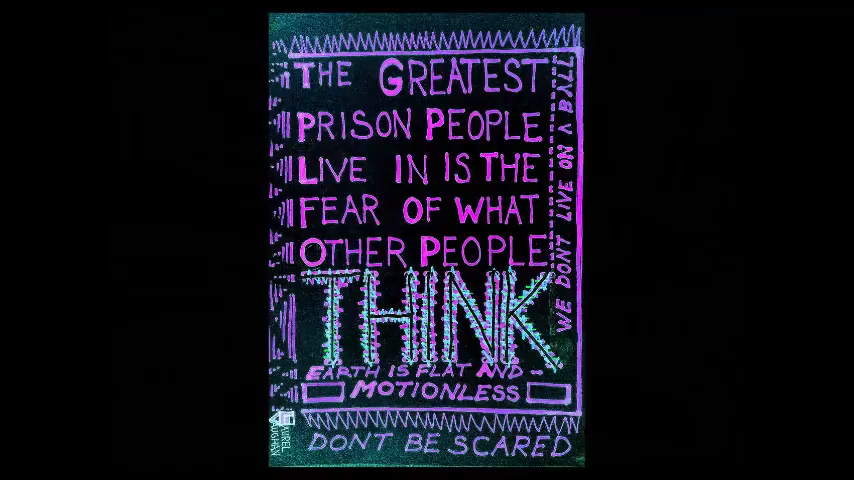 THE GREATEST
PRISON PEOPLE
LIVE IN IS THE
FEAR OF WHAT
OTHER PEOPLE
THINK
EARTH IS FLAT AND -
MOTIONLESS
DONT BE SCARED
WE DONT LIVE ON A BALL
LAUREL